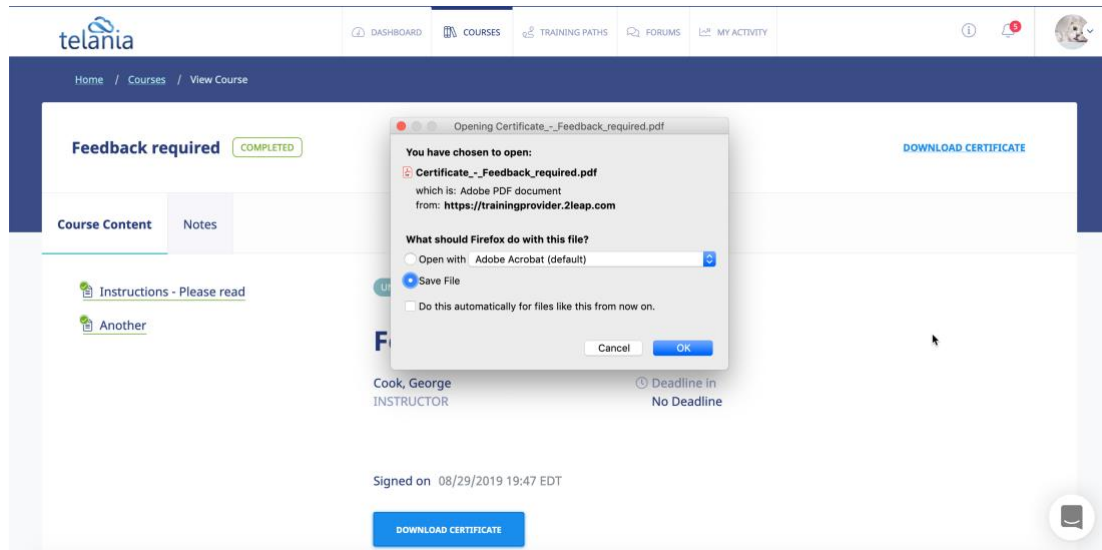 telania
DASHBOARD COURSES TRAINING PATHS FORUMS MY ACTIVITY
5
Home / Courses / View Course
Feedback required COMPLETED
DOWNLOAD CERTIFICATE
Course Content Notes
Instructions - Please read
Another
Opening Certificate_-_Feedback_required.pdf
You have chosen to open:
Certificate_-_Feedback_required.pdf
which is: Adobe PDF document
from: https://trainingprovider.2leap.com
What should Firefox do with this file?
Open with Adobe Acrobat (default)
Save File
Do this automatically for files like this from now on.
Cancel OK
Cook, George
INSTRUCTOR
Deadline in
No Deadline
Signed on 08/29/2019 19:47 EDT
DOWNLOAD CERTIFICATE